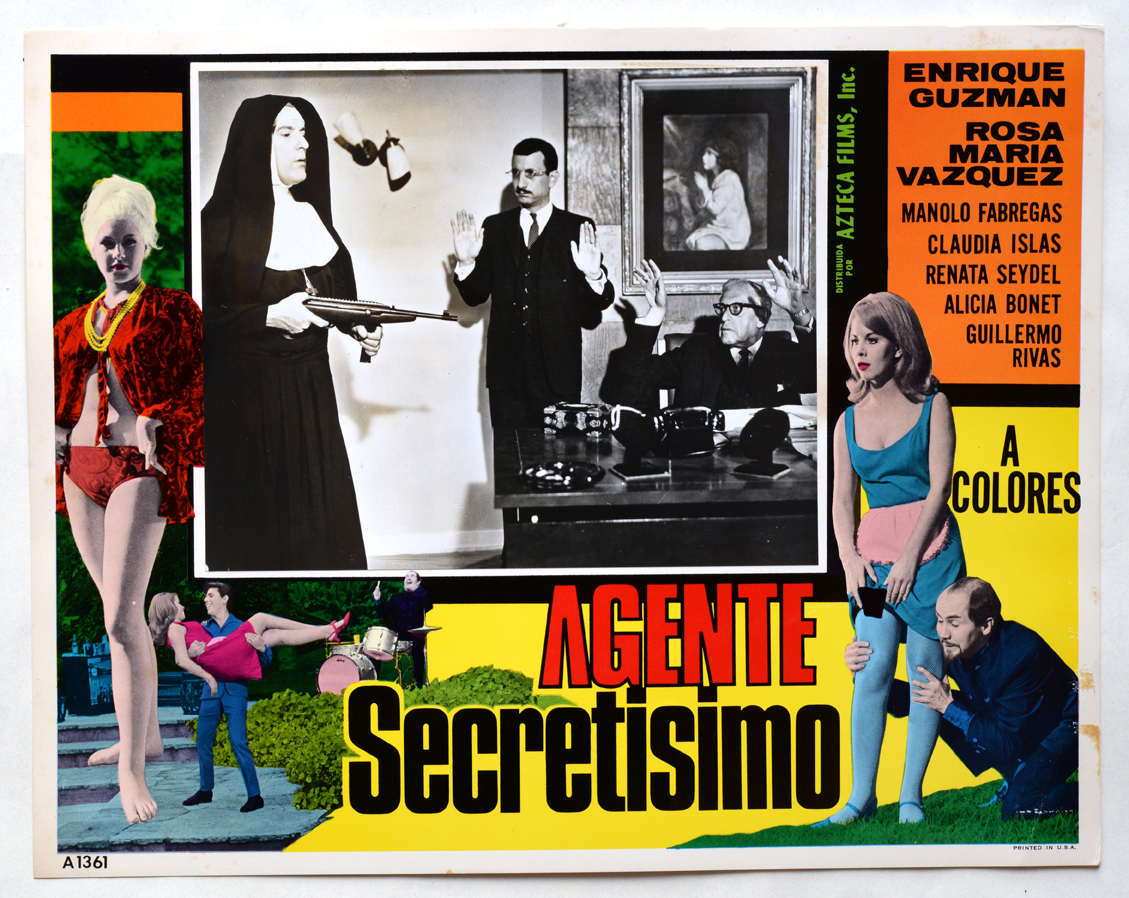 ENRIQUE
GUZMAN
ROSA
MARIA
VAZQUEZ
MANOLO FABREGAS
CLAUDIA ISLAS
RENATA SEYDEL
ALICIA BONET
GUILLERMO
RIVAS
DISTRIBUIDA
POR
AZTECA FILMS, Inc.
A
COLORES
AGENTE
Secretisimo
A1361
PRINTED IN U.S.A.